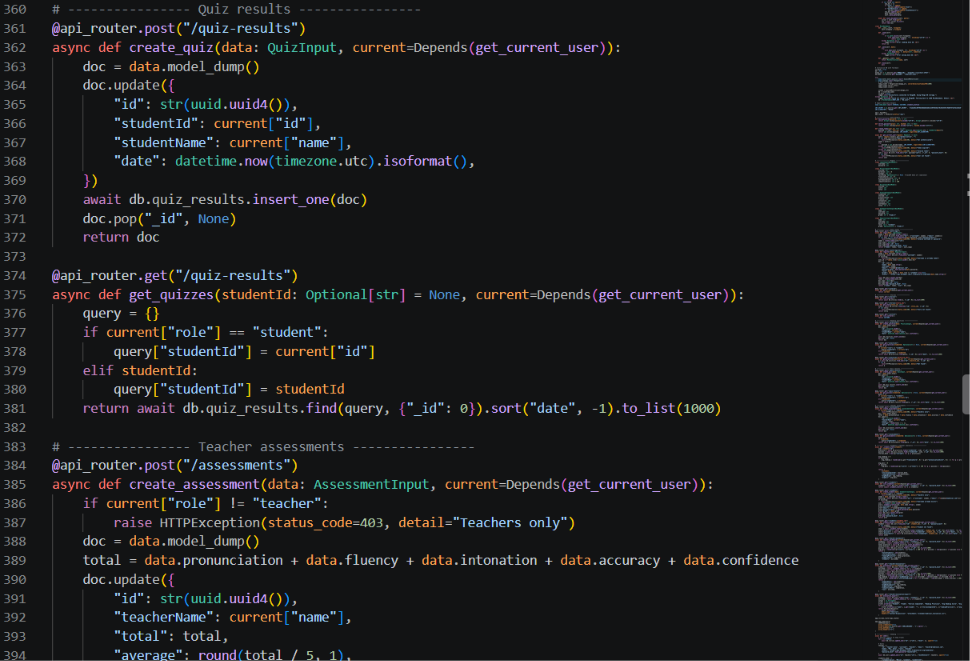 360 # --------------- Quiz results ---------------
361 @api_router.post("/quiz-results")
362 async def create_quiz(data: QuizInput, current=Depends(get_current_user)):
363     doc = data.model_dump()
364     doc.update({
365         "id": str(uuid.uuid4()),
366         "studentId": current["id"],
367         "studentName": current["name"],
368         "date": datetime.now(timezone.utc).isoformat(),
369     })
370     await db.quiz_results.insert_one(doc)
371     doc.pop("_id", None)
372     return doc
373
374 @api_router.get("/quiz-results")
375 async def get_quizzes(studentId: Optional[str] = None, current=Depends(get_current_user)):
376     query = {}
377     if current["role"] == "student":
378         query["studentId"] = current["id"]
379     elif studentId:
380         query["studentId"] = studentId
381     return await db.quiz_results.find(query, {"_id": 0}).sort("date", -1).to_list(1000)
382
383 # --------------- Teacher assessments ---------------
384 @api_router.post("/assessments")
385 async def create_assessment(data: AssessmentInput, current=Depends(get_current_user)):
386     if current["role"] != "teacher":
387         raise HTTPException(status_code=403, detail="Teachers only")
388     doc = data.model_dump()
389     total = data.pronunciation + data.fluency + data.intonation + data.accuracy + data.confidence
390     doc.update({
391         "id": str(uuid.uuid4()),
392         "teacherName": current["name"],
393         "total": total,
394         "average": round(total / 5, 1),